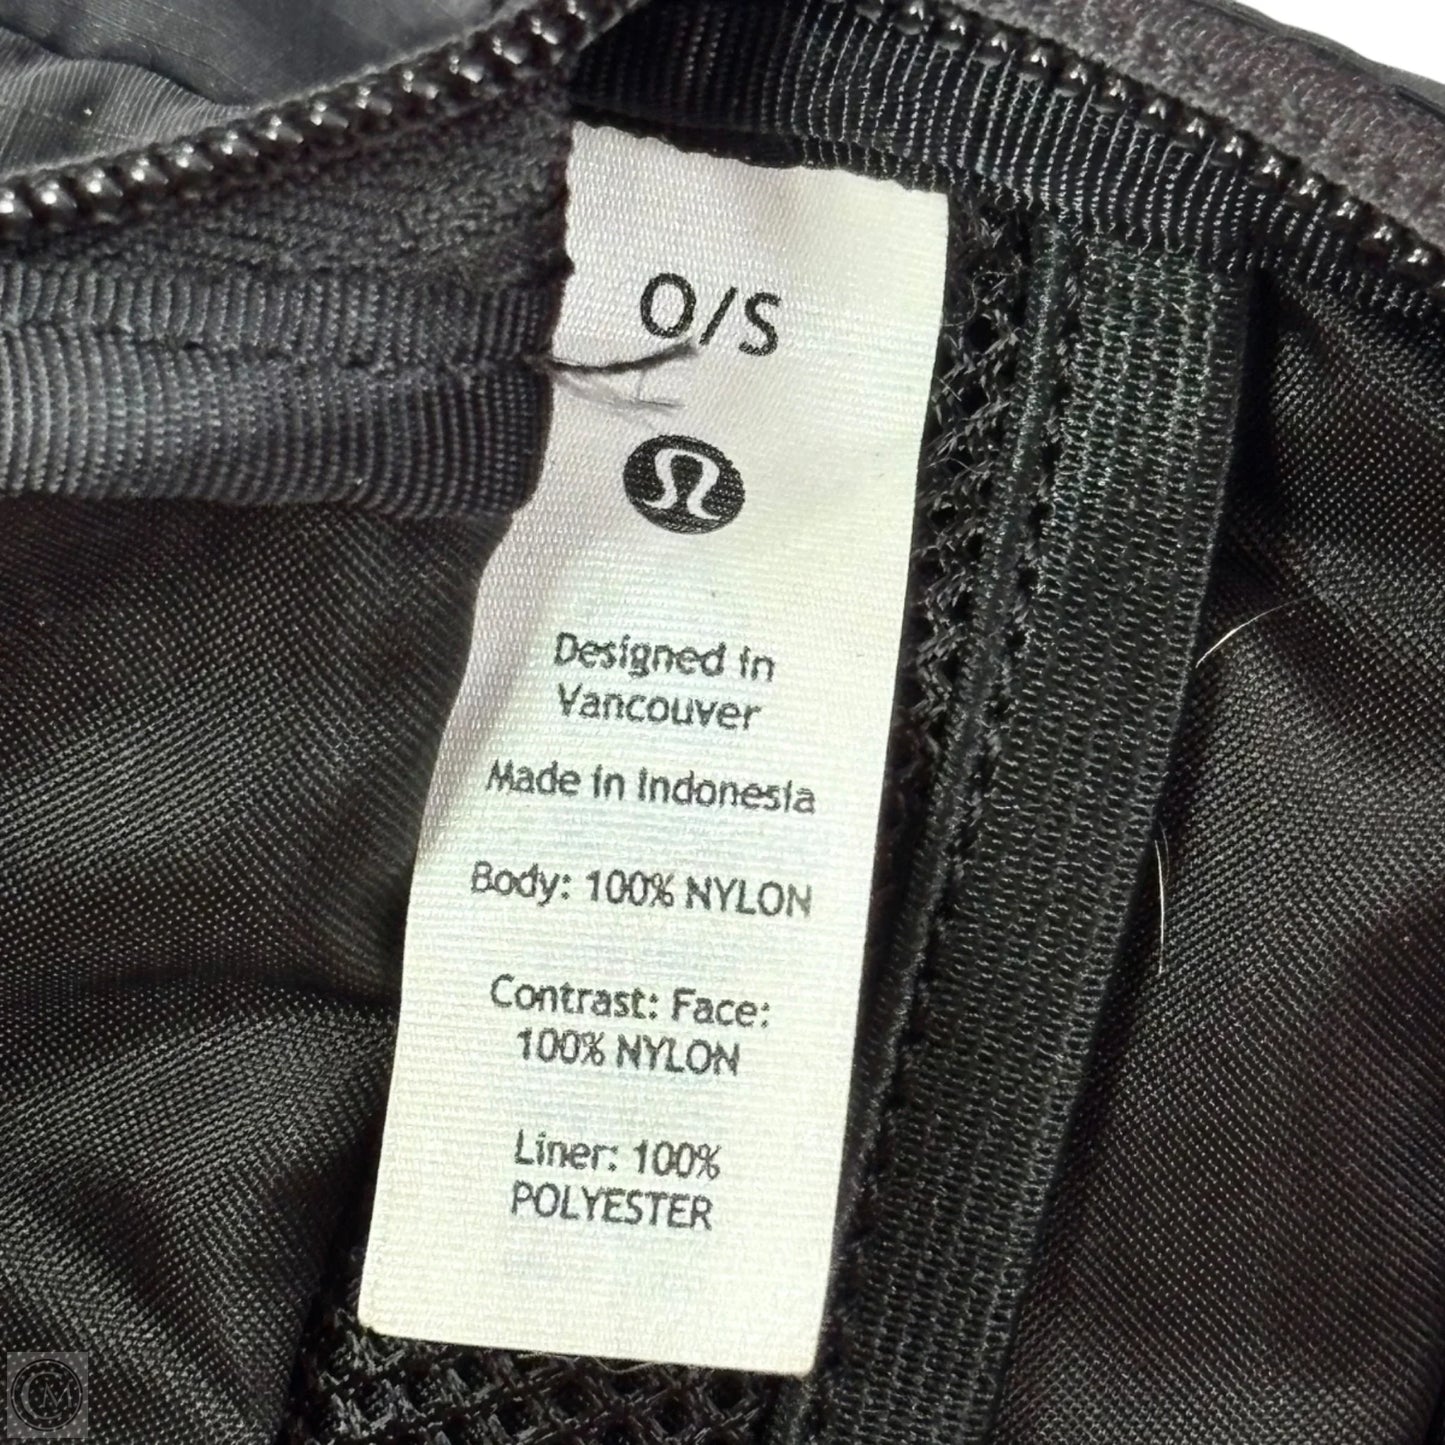 O/S
Designed in
Vancouver
Made in Indonesia
Body: 100% NYLON
Contrast: Face:
100% NYLON
Liner: 100%
POLYESTER